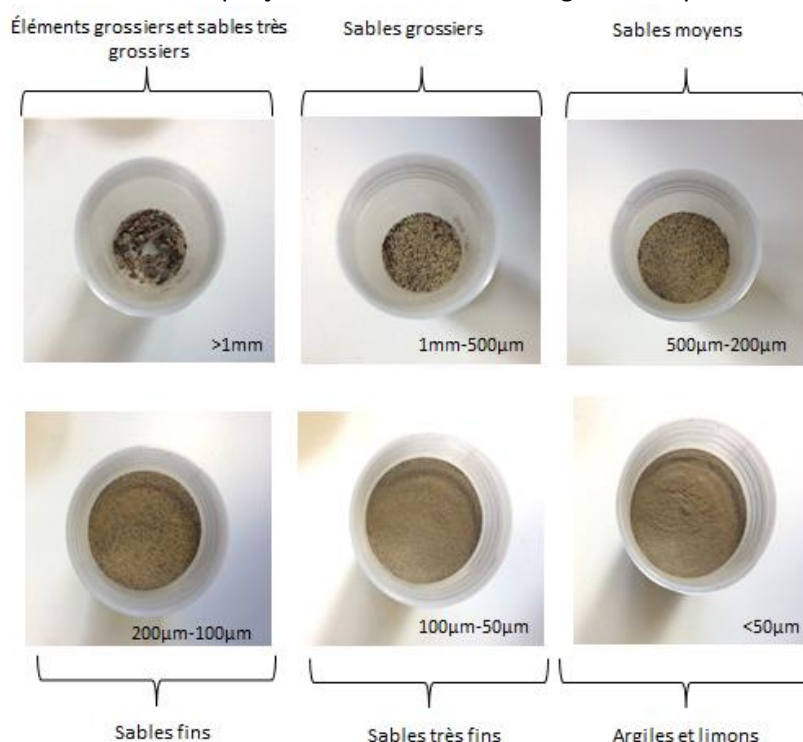 Éléments grossiers et sables très
grossiers
Sables grossiers
Sables moyens
>1mm
1mm-500µm
500µm-200µm
200µm-100µm
100µm-50µm
<50µm
Sables fins
Sables très fins
Argiles et limons